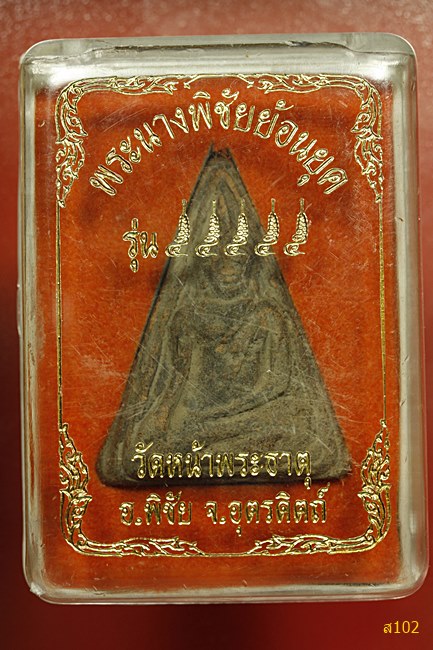 พระนางพิชัยย้อนยุค
รุ่น ๕๕๕๕๕
วัดหน้าพระธาตุ
อ.พิชัย จ.อุตรดิตถ์
ส102